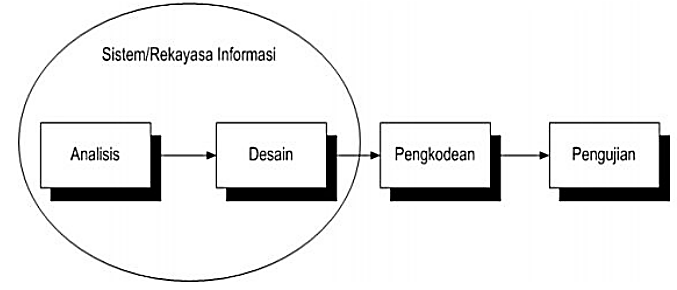 Sistem/Rekayasa Informasi
Analisis
Desain
Pengkodean
Pengujian